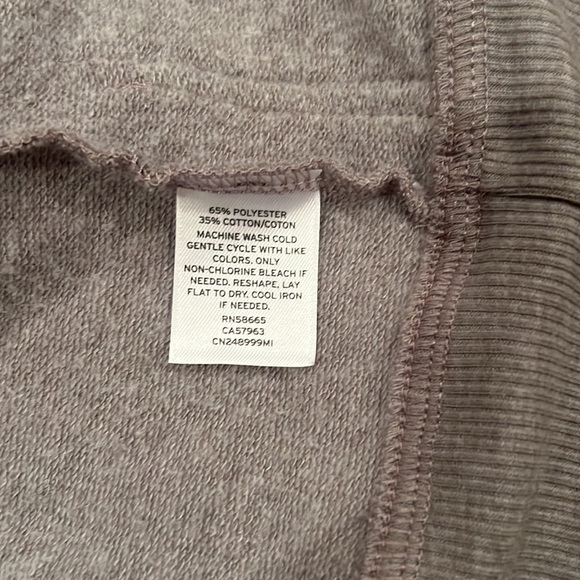 65% POLYESTER
35% COTTON/COTON
MACHINE WASH COLD
GENTLE CYCLE WITH LIKE
COLORS. ONLY
NON-CHLORINE BLEACH IF
NEEDED. RESHAPE, LAY
FLAT TO DRY. COOL IRON
IF NEEDED.
RN58665
CA57963
CN248999MI